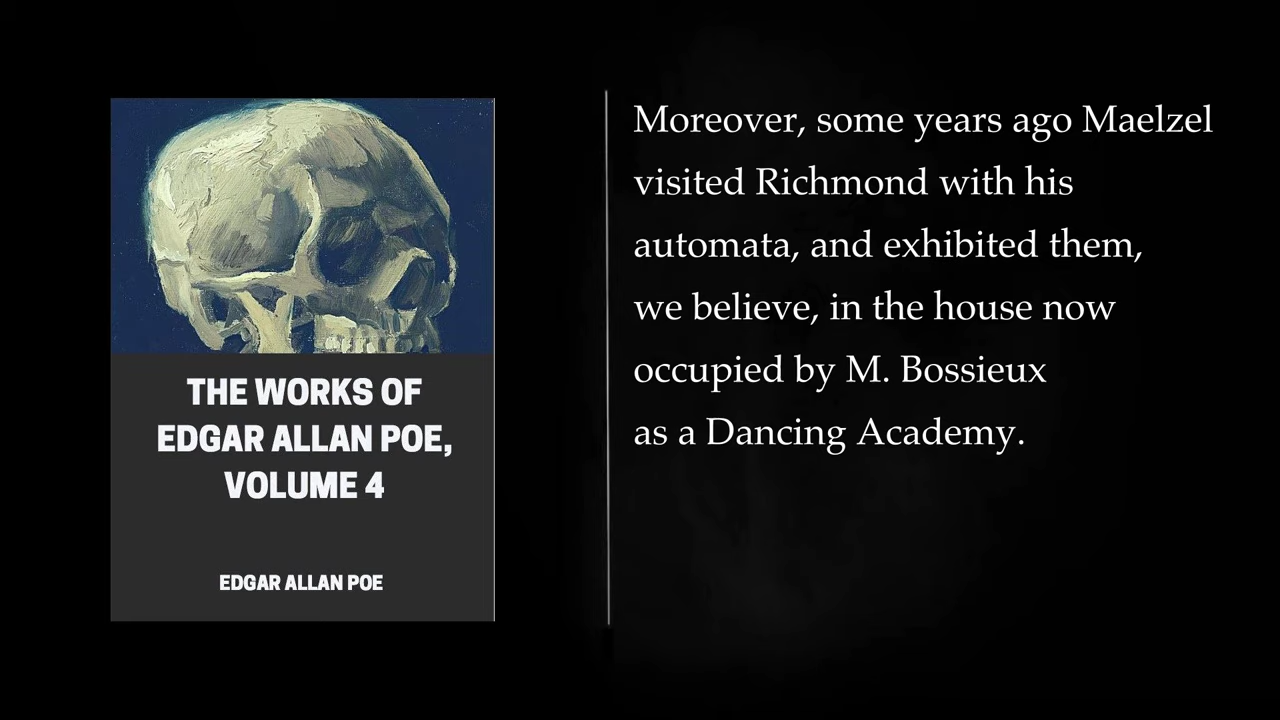 THE WORKS OF
EDGAR ALLAN POE,
VOLUME 4
EDGAR ALLAN POE
Moreover, some years ago Maelzel
visited Richmond with his
automata, and exhibited them,
we believe, in the house now
occupied by M. Bossieux
as a Dancing Academy.